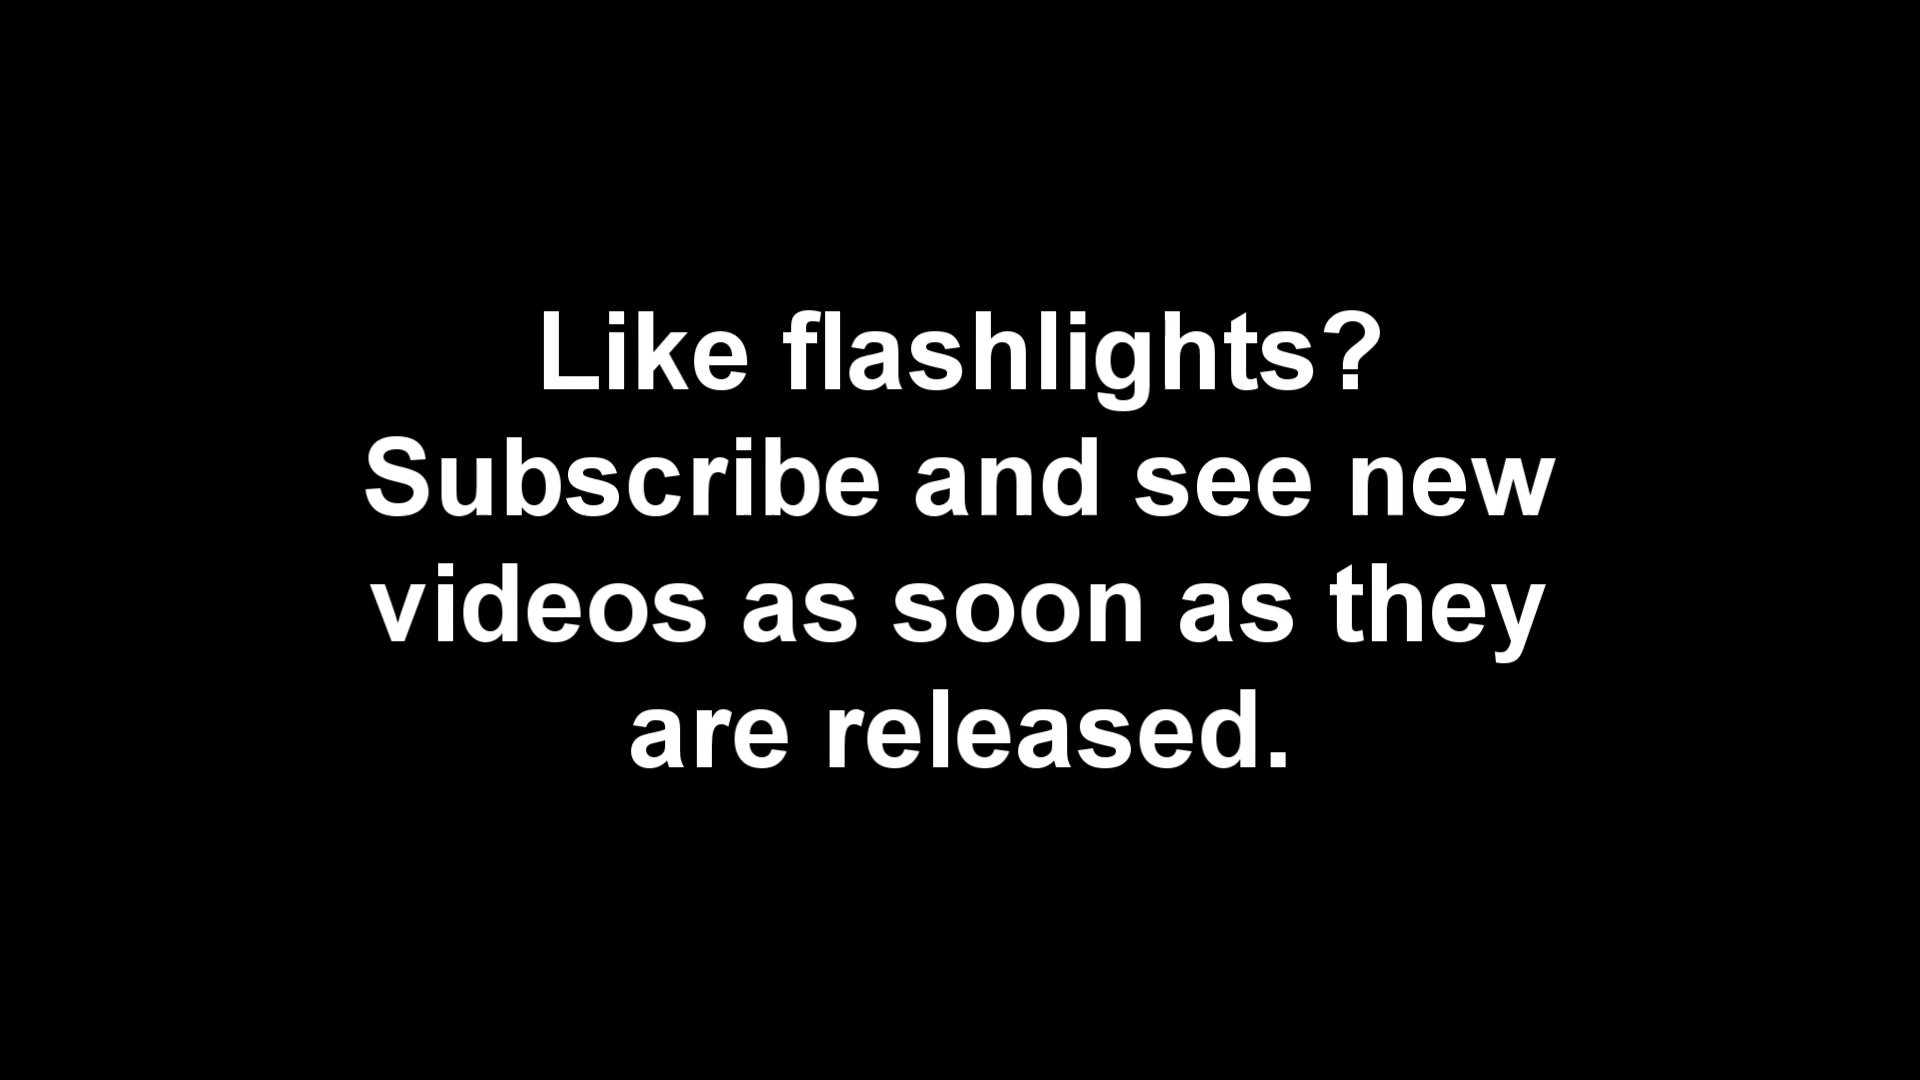 Like flashlights?
Subscribe and see new
videos as soon as they
are released.